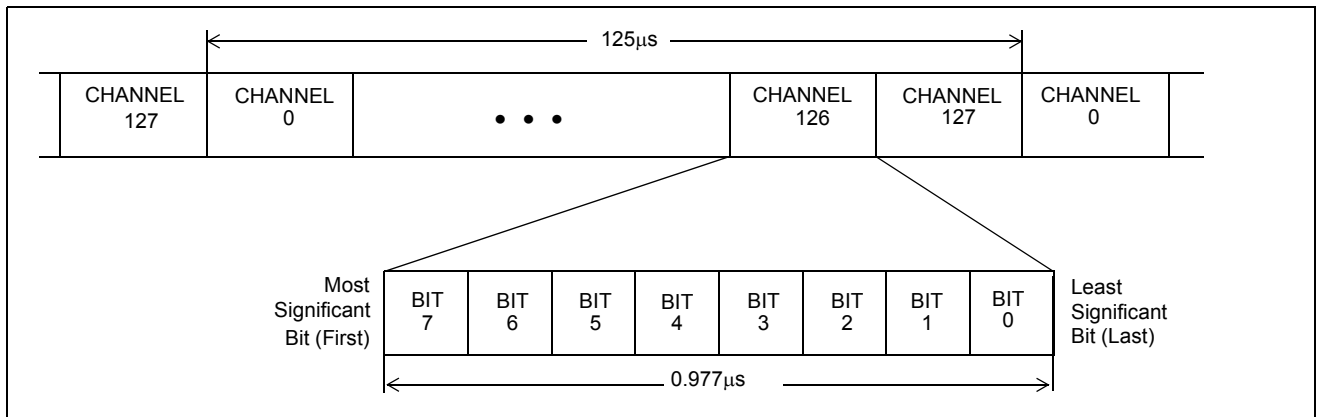 125μs
CHANNEL
127
CHANNEL
0
• • •
CHANNEL
126
CHANNEL
127
CHANNEL
0
Most
Significant
Bit (First)
BIT
7
BIT
6
BIT
5
BIT
4
BIT
3
BIT
2
BIT
1
BIT
0
Least
Significant
Bit (Last)
0.977μs